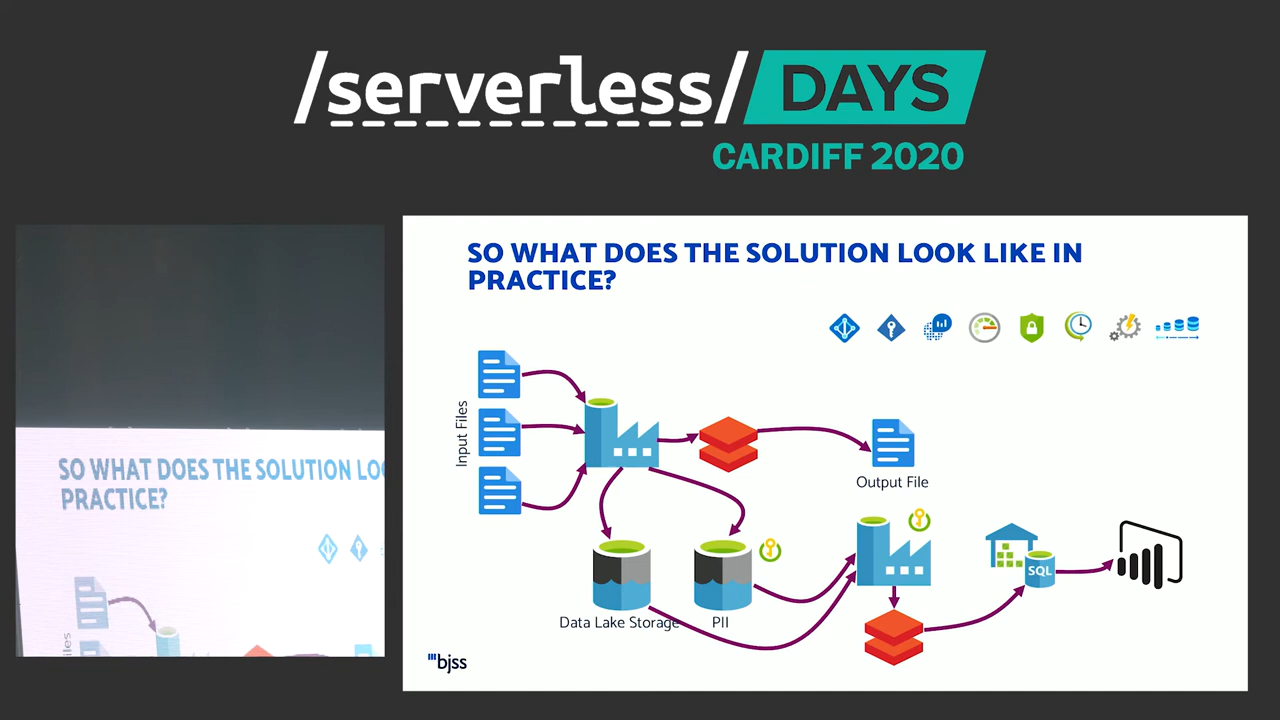 /serverless/DAYS
CARDIFF 2020
SO WHAT DOES THE SOLUTION LOOK LIKE IN
PRACTICE?
Input Files
Output File
Data Lake Storage
PII
SQL
bjss
SO WHAT DOES THE SOLUTION LOO
PRACTICE?